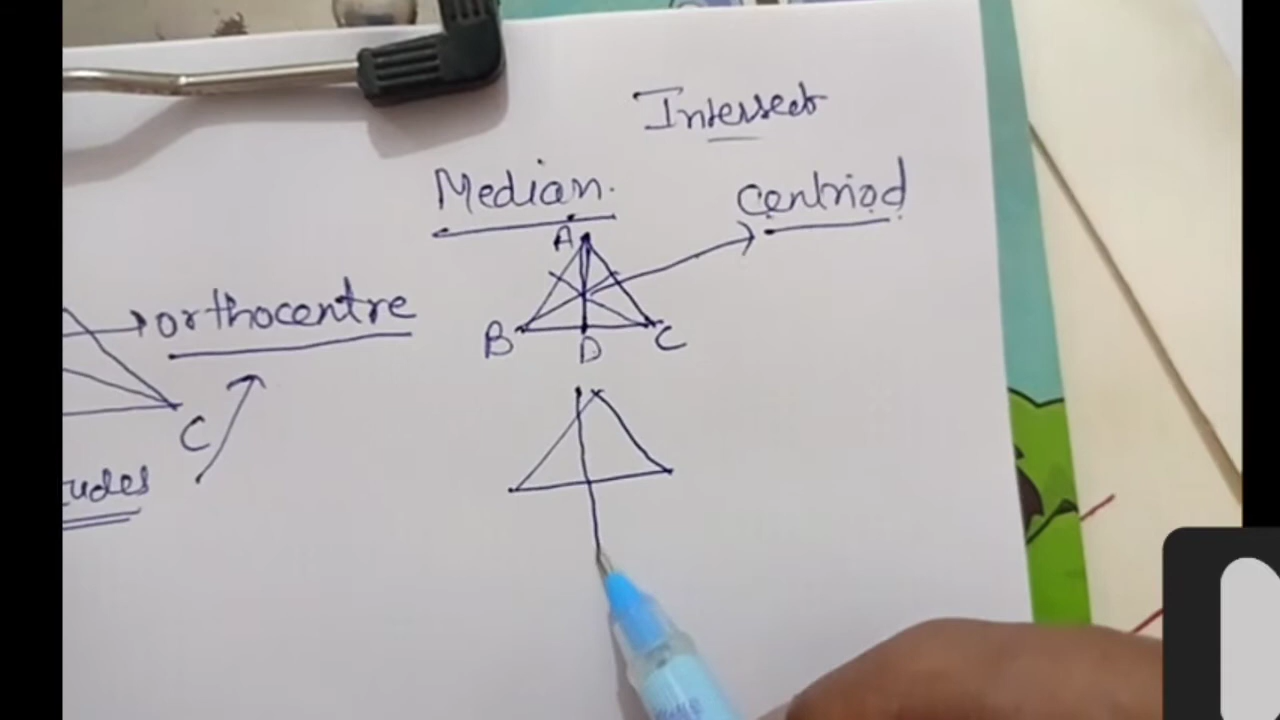 Intersect
Median.
Centriod
A
orthocentre
B
D
C
C
udes